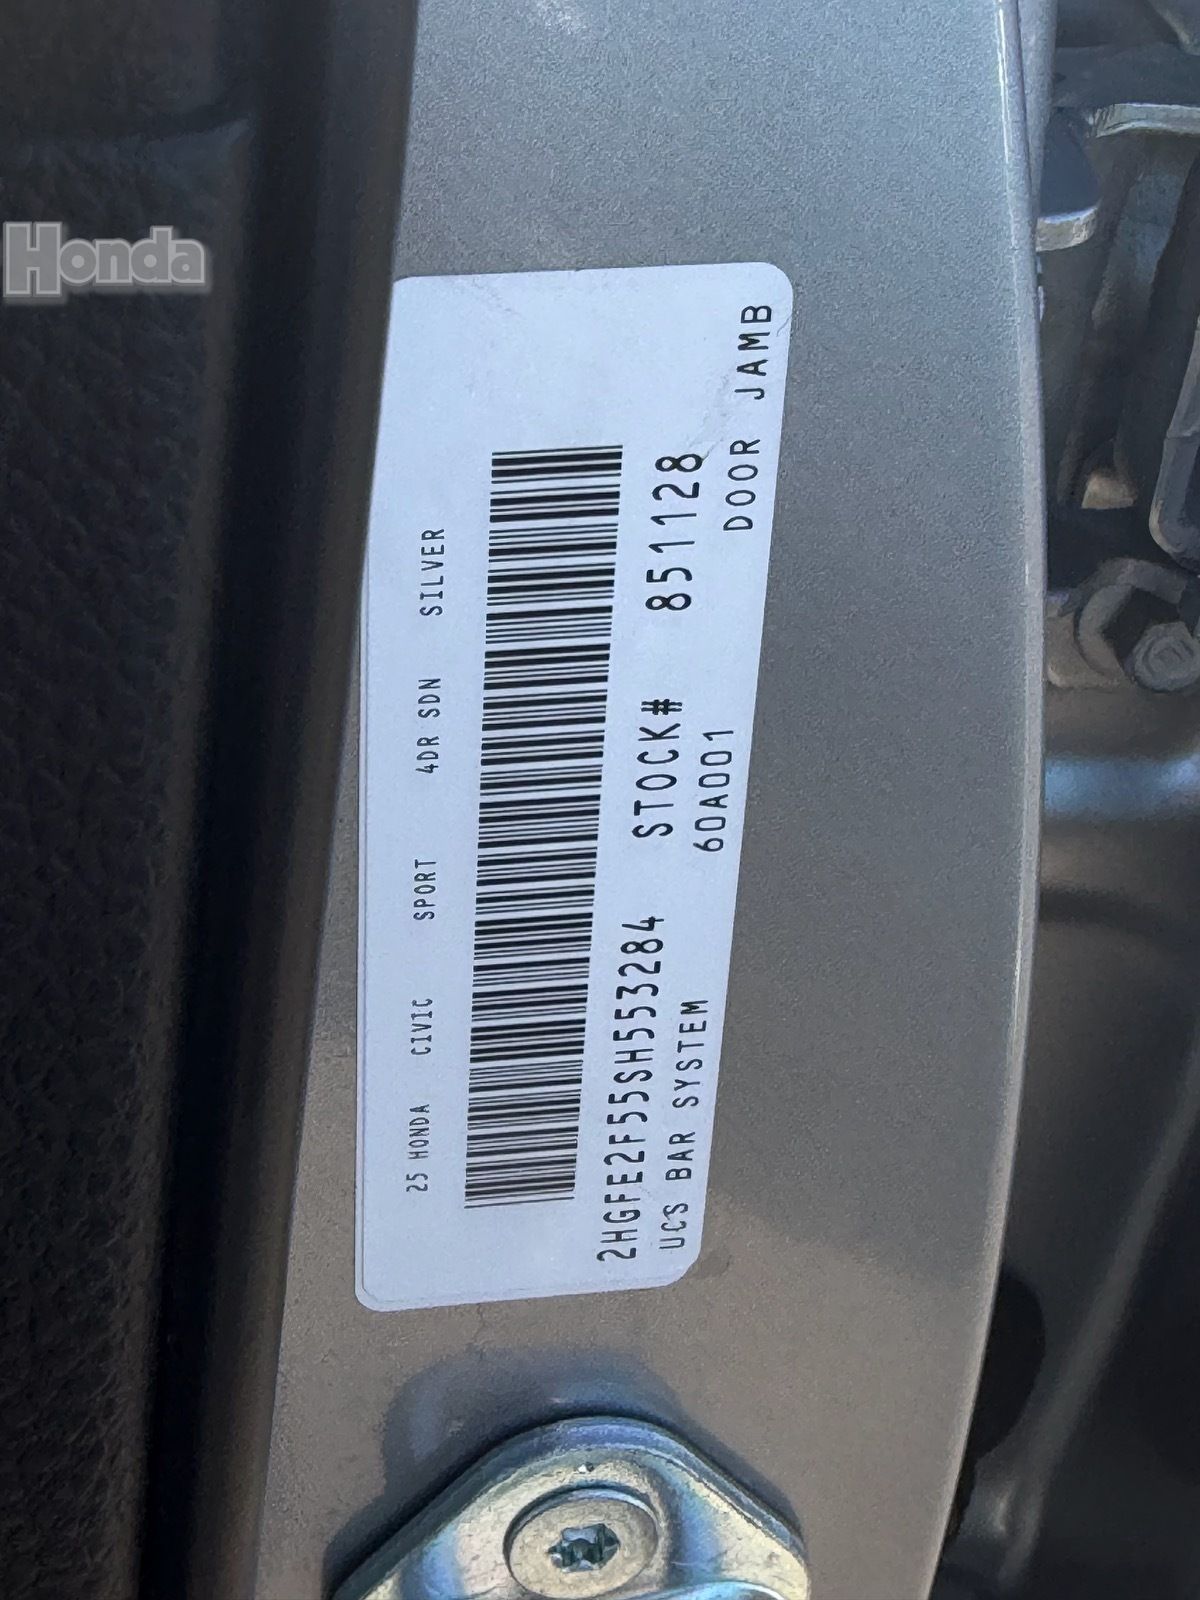 Honda
25 HONDA CIVIC SPORT 4DR SDN SILVER
2HGFE2F55SH553284 STOCK# 851128
UCS BAR SYSTEM 60A001 DOOR JAMB